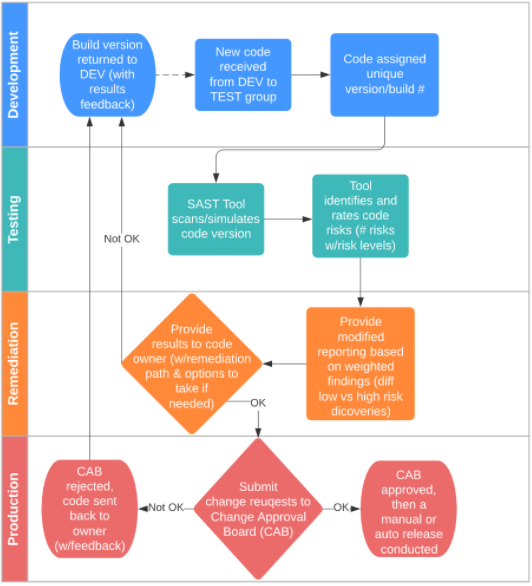 Development
Build version
returned to
DEV (with
results
feedback)
New code
received
from DEV to
TEST group
Code assigned
unique
version/build #
Testing
SAST Tool
scans/simulates
code version
Tool
identifies and
rates code
risks (# risks
w/risk levels)
Not OK
Remediation
Provide
results to code
owner (w/remediation
path & options to
take if
needed)
Provide
modified
reporting based
on weighted
findings (diff
low vs high risk
dicoveries)
OK
Production
CAB
rejected,
code sent
back to
owner
(w/feedback)
Not OK
Submit
change reuqests to
Change Approval
Board (CAB)
OK
CAB
approved,
then a
manual or
auto release
conducted